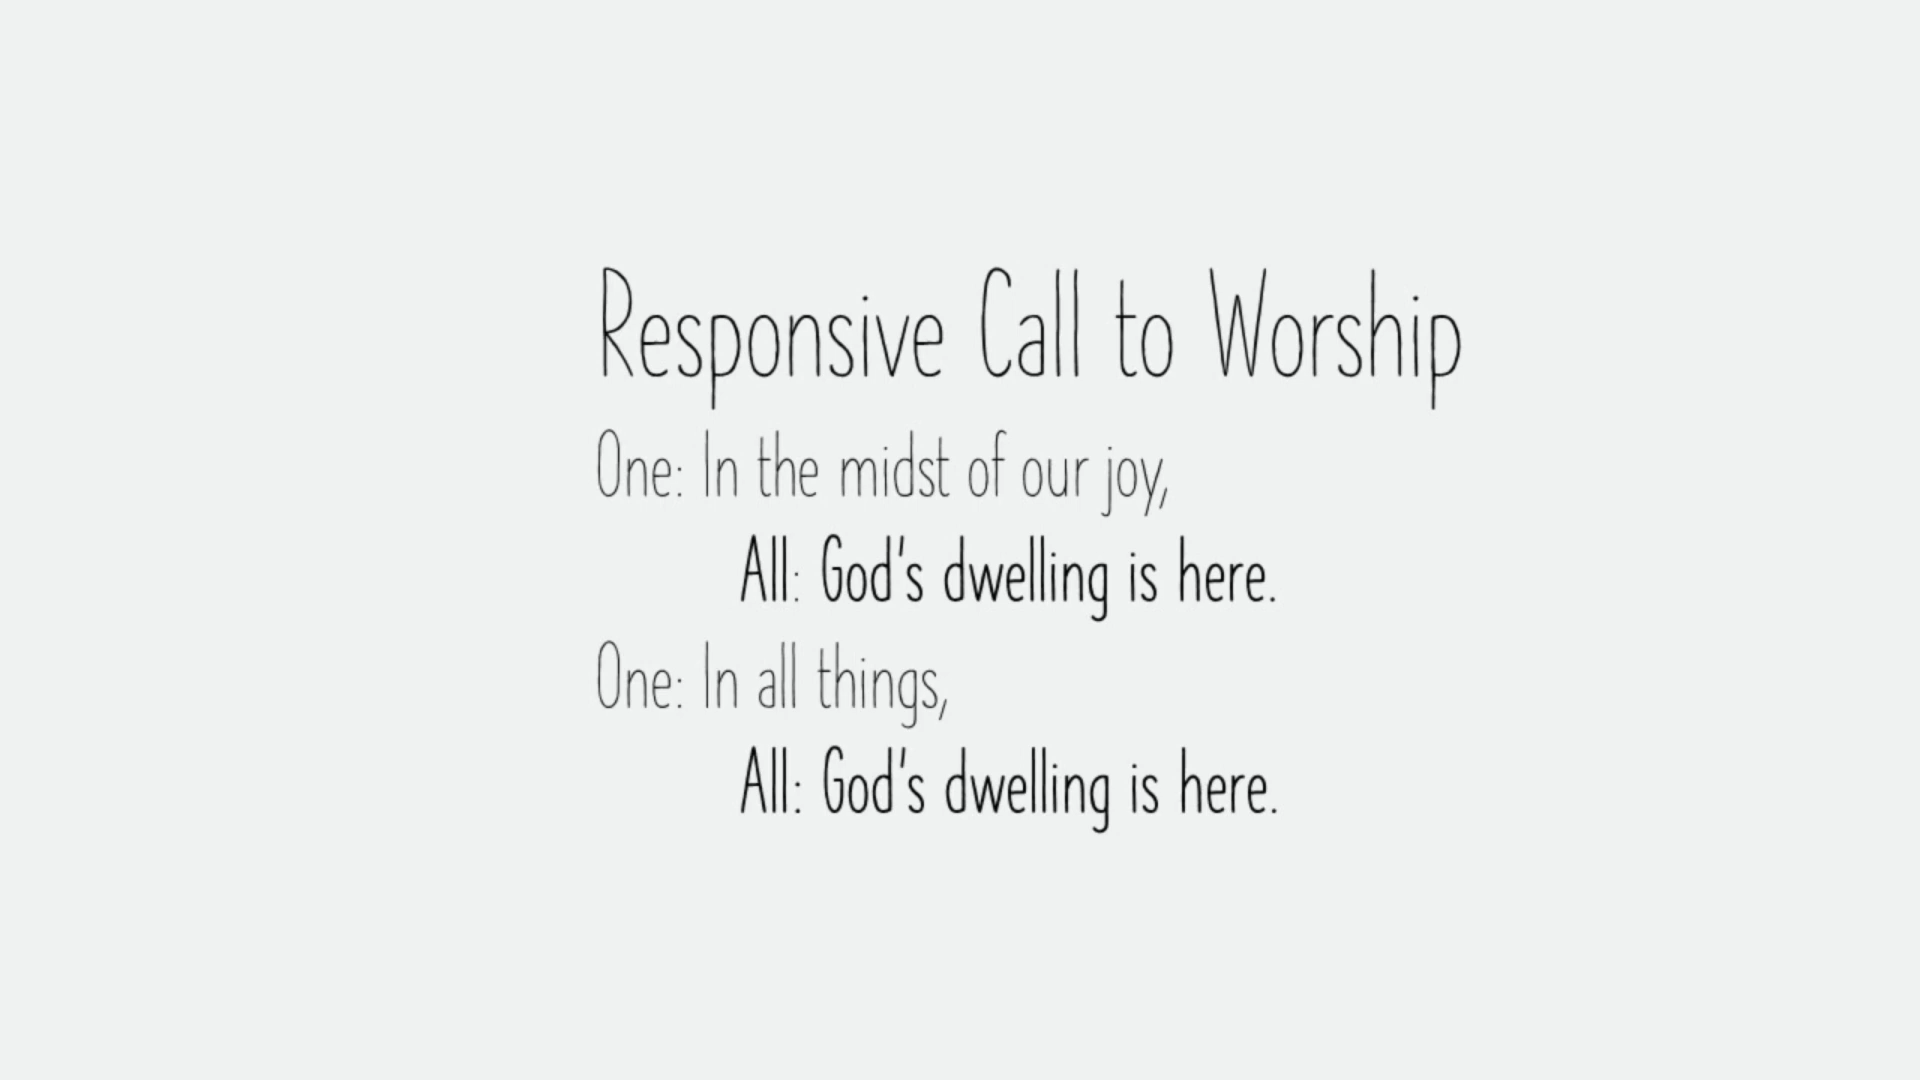 Responsive Call to Worship
One: In the midst of our joy,
All: God's dwelling is here.
One: In all things,
All: God's dwelling is here.